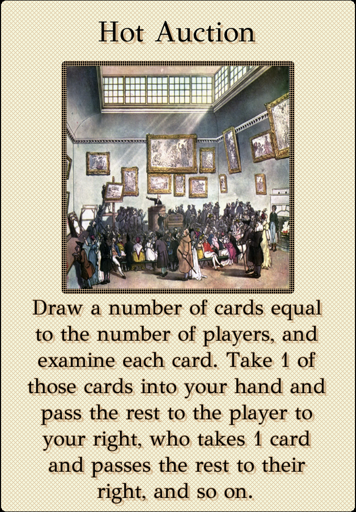 Hot Auction
Draw a number of cards equal
to the number of players, and
examine each card. Take 1 of
those cards into your hand and
pass the rest to the player to
your right, who takes 1 card
and passes the rest to their
right, and so on.